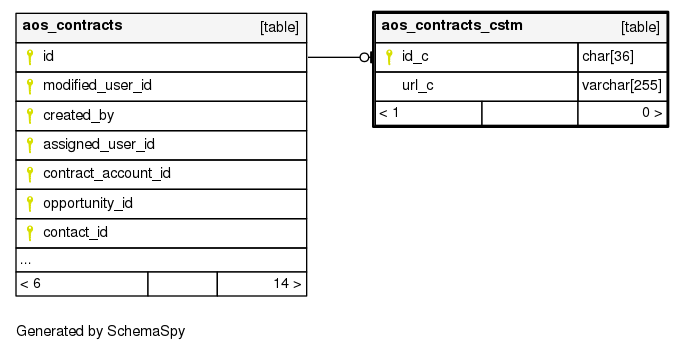 aos_contracts [table]
id
modified_user_id
created_by
assigned_user_id
contract_account_id
opportunity_id
contact_id
...
< 6 14 >
aos_contracts_cstm [table]
id_c char[36]
url_c varchar[255]
< 1 0 >
Generated by SchemaSpy